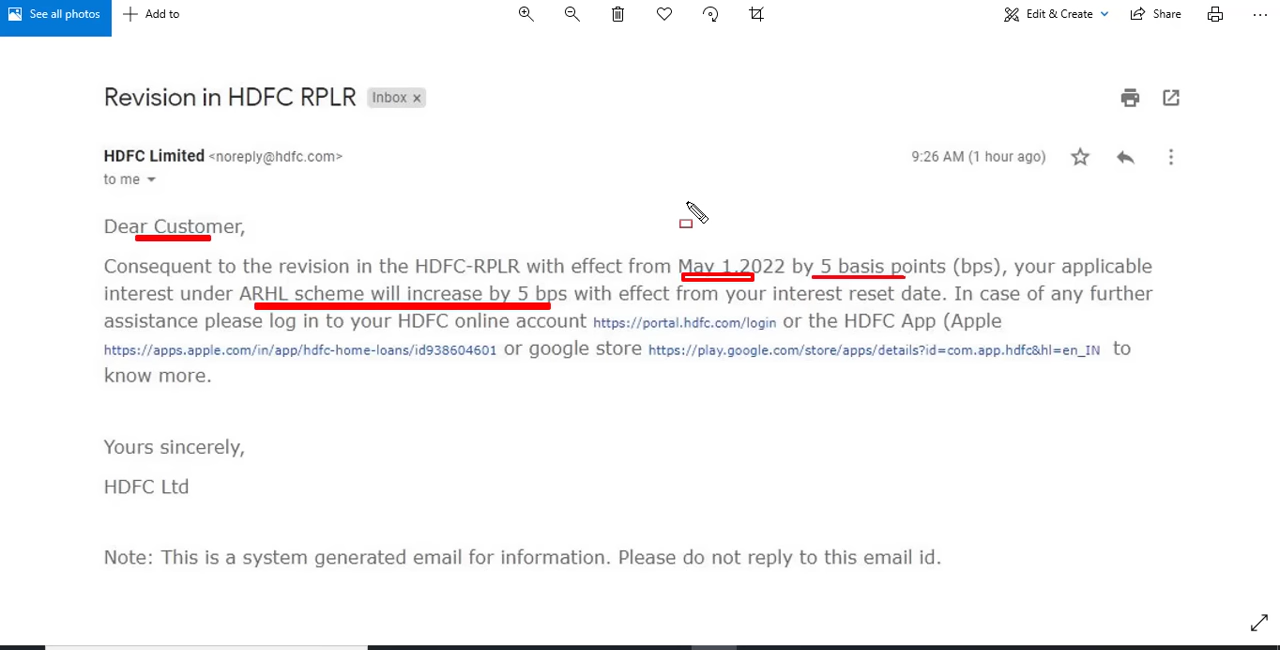 See all photos Add to Edit & Create Share
Revision in HDFC RPLR Inbox ×
HDFC Limited <noreply@hdfc.com> 9:26 AM (1 hour ago)
to me
Dear Customer,
Consequent to the revision in the HDFC-RPLR with effect from May 1,2022 by 5 basis points (bps), your applicable
interest under ARHL scheme will increase by 5 bps with effect from your interest reset date. In case of any further
assistance please log in to your HDFC online account https://portal.hdfc.com/login or the HDFC App (Apple
https://apps.apple.com/in/app/hdfc-home-loans/id938604601 or google store https://play.google.com/store/apps/details?id=com.app.hdfc&hl=en_IN to
know more.
Yours sincerely,
HDFC Ltd
Note: This is a system generated email for information. Please do not reply to this email id.